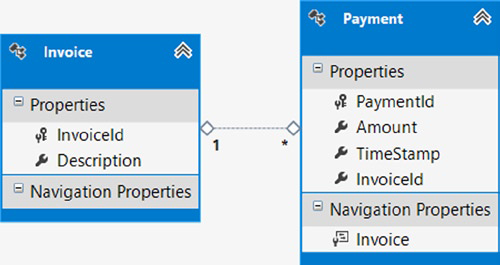 Invoice
Properties
InvoiceId
Description
Navigation Properties
1
*
Payment
Properties
PaymentId
Amount
TimeStamp
InvoiceId
Navigation Properties
Invoice